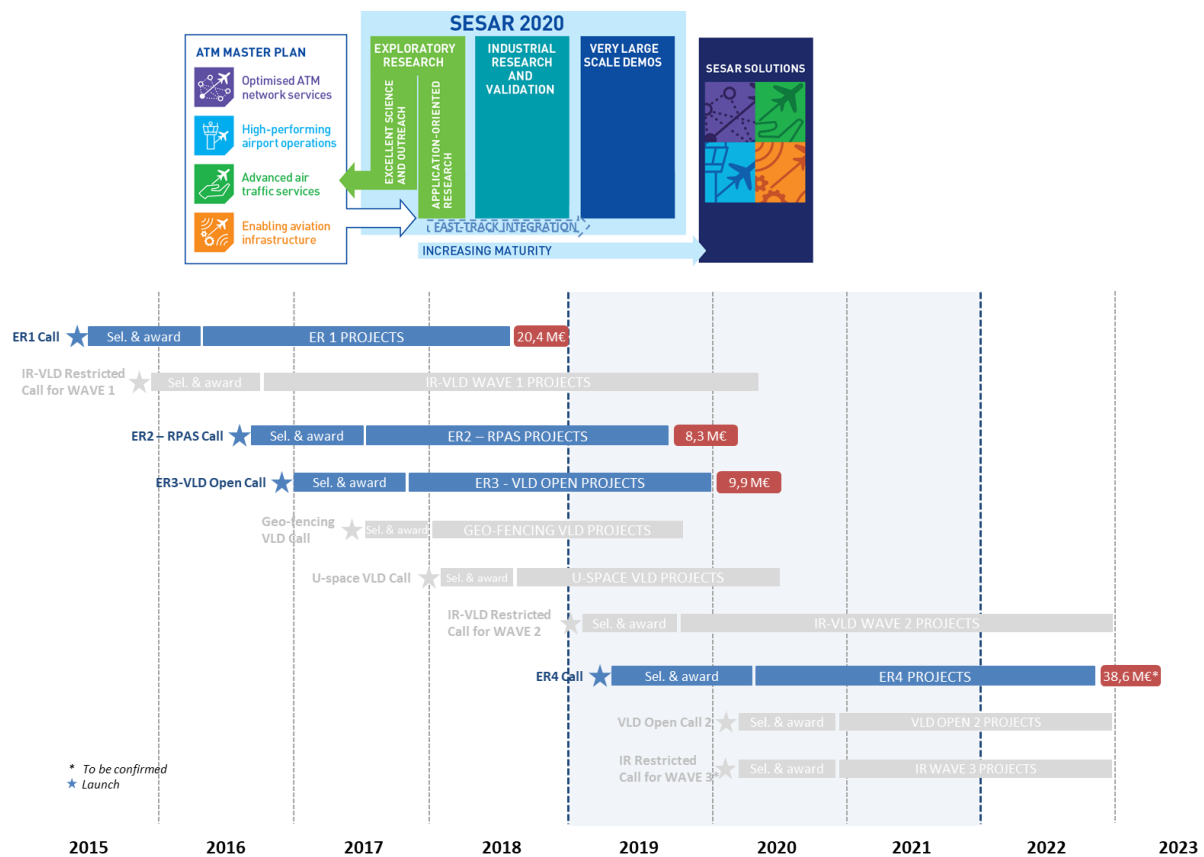 SESAR 2020
ATM MASTER PLAN
Optimised ATM
network services
High-performing
airport operations
Advanced air
traffic services
Enabling aviation
infrastructure
EXPLORATORY
RESEARCH
EXCELLENT SCIENCE
AND OUTREACH
APPLICATION-ORIENTED
RESEARCH
INDUSTRIAL
RESEARCH
AND
VALIDATION
VERY LARGE
SCALE DEMOS
FAST-TRACK INTEGRATION
INCREASING MATURITY
SESAR SOLUTIONS
ER1 Call
Sel. & award
ER 1 PROJECTS
20,4 M€
IR-VLD Restricted
Call for WAVE 1
Sel. & award
IR-VLD WAVE 1 PROJECTS
ER2 – RPAS Call
Sel. & award
ER2 – RPAS PROJECTS
8,3 M€
ER3-VLD Open Call
Sel. & award
ER3 - VLD OPEN PROJECTS
9,9 M€
Geo-fencing
VLD Call
Sel. & award
GEO-FENCING VLD PROJECTS
U-space VLD Call
Sel. & award
U-SPACE VLD PROJECTS
IR-VLD Restricted
Call for WAVE 2
Sel. & award
IR-VLD WAVE 2 PROJECTS
ER4 Call
Sel. & award
ER4 PROJECTS
38,6 M€*
VLD Open Call 2
Sel. & award
VLD OPEN 2 PROJECTS
IR Restricted
Call for WAVE 3*
Sel. & award
IR WAVE 3 PROJECTS
* To be confirmed
Launch
2015 2016 2017 2018 2019 2020 2021 2022 2023